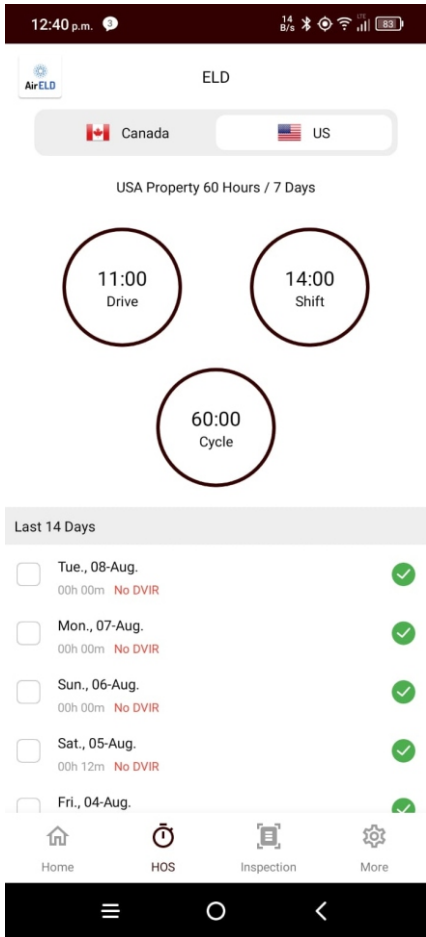 12:40 p.m. 3 14 B/s LTE 83
AirELD
ELD
Canada US
USA Property 60 Hours / 7 Days
11:00 14:00
Drive Shift
60:00
Cycle
Last 14 Days
Tue., 08-Aug.
00h 00m No DVIR
Mon., 07-Aug.
00h 00m No DVIR
Sun., 06-Aug.
00h 00m No DVIR
Sat., 05-Aug.
00h 12m No DVIR
Fri., 04-Aug.
Home HOS Inspection More